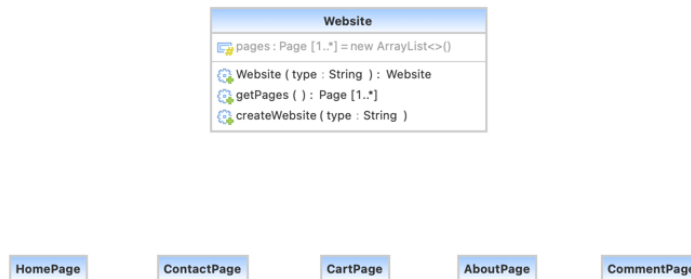 Website
pages : Page [1..*] = new ArrayList<>()
Website ( type : String ) : Website
getPages ( ) : Page [1..*]
createWebsite ( type : String )
HomePage ContactPage CartPage AboutPage CommentPage